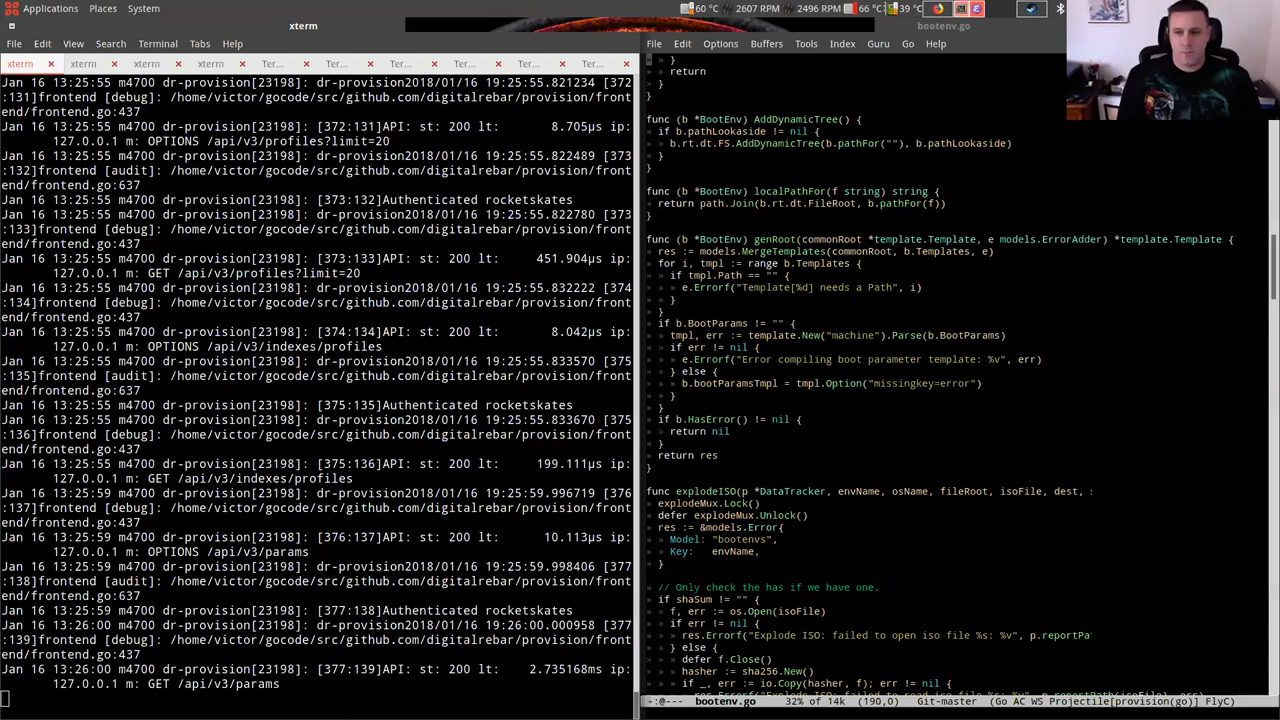 Applications Places System
60 °C 2607 RPM 2496 RPM 66 °C 39 °C
xterm
bootenv.go
File Edit View Search Terminal Tabs Help
xterm × xterm × xterm × xterm × Ter... × Ter... × Ter... × Ter... × Ter... × Ter... ×
Jan 16 13:25:55 m4700 dr-provision[23198]: dr-provision2018/01/16 19:25:55.821234 [372
:131]frontend [debug]: /home/victor/gocode/src/github.com/digitalrebar/provision/front
end/frontend.go:437
Jan 16 13:25:55 m4700 dr-provision[23198]: [372:131]API: st: 200 lt: 8.705µs ip:
127.0.0.1 m: OPTIONS /api/v3/profiles?limit=20
Jan 16 13:25:55 m4700 dr-provision[23198]: dr-provision2018/01/16 19:25:55.822489 [373
:132]frontend [audit]: /home/victor/gocode/src/github.com/digitalrebar/provision/front
end/frontend.go:637
Jan 16 13:25:55 m4700 dr-provision[23198]: [373:132]Authenticated rocketskates
Jan 16 13:25:55 m4700 dr-provision[23198]: dr-provision2018/01/16 19:25:55.822780 [373
:133]frontend [debug]: /home/victor/gocode/src/github.com/digitalrebar/provision/front
end/frontend.go:437
Jan 16 13:25:55 m4700 dr-provision[23198]: [373:133]API: st: 200 lt: 451.904µs ip:
127.0.0.1 m: GET /api/v3/profiles?limit=20
Jan 16 13:25:55 m4700 dr-provision[23198]: dr-provision2018/01/16 19:25:55.832222 [374
:134]frontend [debug]: /home/victor/gocode/src/github.com/digitalrebar/provision/front
end/frontend.go:437
Jan 16 13:25:55 m4700 dr-provision[23198]: [374:134]API: st: 200 lt: 8.042µs ip:
127.0.0.1 m: OPTIONS /api/v3/indexes/profiles
Jan 16 13:25:55 m4700 dr-provision[23198]: dr-provision2018/01/16 19:25:55.833570 [375
:135]frontend [audit]: /home/victor/gocode/src/github.com/digitalrebar/provision/front
end/frontend.go:637
Jan 16 13:25:55 m4700 dr-provision[23198]: [375:135]Authenticated rocketskates
Jan 16 13:25:55 m4700 dr-provision[23198]: dr-provision2018/01/16 19:25:55.833670 [375
:136]frontend [debug]: /home/victor/gocode/src/github.com/digitalrebar/provision/front
end/frontend.go:437
Jan 16 13:25:55 m4700 dr-provision[23198]: [375:136]API: st: 200 lt: 199.111µs ip:
127.0.0.1 m: GET /api/v3/indexes/profiles
Jan 16 13:25:59 m4700 dr-provision[23198]: dr-provision2018/01/16 19:25:59.996719 [376
:137]frontend [debug]: /home/victor/gocode/src/github.com/digitalrebar/provision/front
end/frontend.go:437
Jan 16 13:25:59 m4700 dr-provision[23198]: [376:137]API: st: 200 lt: 10.113µs ip:
127.0.0.1 m: OPTIONS /api/v3/params
Jan 16 13:25:59 m4700 dr-provision[23198]: dr-provision2018/01/16 19:25:59.998406 [377
:138]frontend [audit]: /home/victor/gocode/src/github.com/digitalrebar/provision/front
end/frontend.go:637
Jan 16 13:25:59 m4700 dr-provision[23198]: [377:138]Authenticated rocketskates
Jan 16 13:26:00 m4700 dr-provision[23198]: dr-provision2018/01/16 19:26:00.000958 [377
:139]frontend [debug]: /home/victor/gocode/src/github.com/digitalrebar/provision/front
end/frontend.go:437
Jan 16 13:26:00 m4700 dr-provision[23198]: [377:139]API: st: 200 lt: 2.735168ms ip:
127.0.0.1 m: GET /api/v3/params
File Edit Options Buffers Tools Index Guru Go Help
» » }
» » return
» }
}
func (b *BootEnv) AddDynamicTree() {
» if b.pathLookaside != nil {
» » b.rt.dt.FS.AddDynamicTree(b.pathFor(""), b.pathLookaside)
» }
}
func (b *BootEnv) localPathFor(f string) string {
» return path.Join(b.rt.dt.FileRoot, b.pathFor(f))
}
func (b *BootEnv) genRoot(commonRoot *template.Template, e models.ErrorAdder) *template.Template {
» res := models.MergeTemplates(commonRoot, b.Templates, e)
» for i, tmpl := range b.Templates {
» » if tmpl.Path == "" {
» » » e.Errorf("Template[%d] needs a Path", i)
» » }
» }
» if b.BootParams != "" {
» » tmpl, err := template.New("machine").Parse(b.BootParams)
» » if err != nil {
» » » e.Errorf("Error compiling boot parameter template: %v", err)
» » } else {
» » » b.bootParamsTmpl = tmpl.Option("missingkey=error")
» » }
» }
» if b.HasError() != nil {
» » return nil
» }
» return res
}
func explodeISO(p *DataTracker, envName, osName, fileRoot, isoFile, dest,
» explodeMux.Lock()
» defer explodeMux.Unlock()
» res := &models.Error{
» » Model: "bootenvs",
» » Key: envName,
» }
» // Only check the has if we have one.
» if shaSum != "" {
» » f, err := os.Open(isoFile)
» » if err != nil {
» » » res.Errorf("Explode ISO: failed to open iso file %s: %v", p.reportPat
» » } else {
» » » defer f.Close()
» » » hasher := sha256.New()
» » » if _, err := io.Copy(hasher, f); err != nil {
» » » » res.Errorf("Explode ISO: failed to read iso file %s: %v", p.reportPath(isoFile), err)
-:@--- bootenv.go 32% of 14k (190,0) Git-master (Go AC WS Projectile[provision(go)] FlyC)